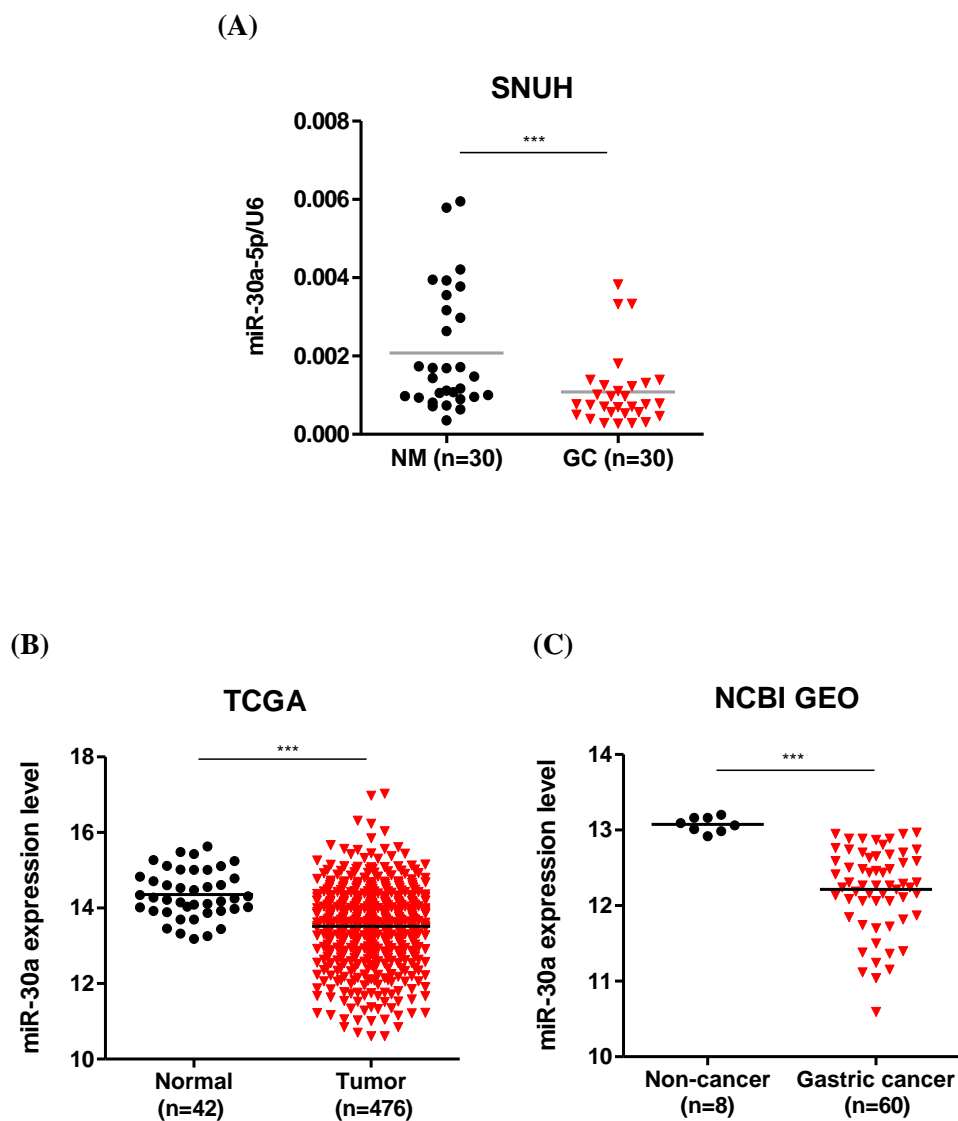 (A)
SNUH
***
miR-30a-5p/U6
0.008
0.006
0.004
0.002
0.000
NM (n=30)
GC (n=30)
(B)
TCGA
***
miR-30a expression level
18
16
14
12
10
Normal
(n=42)
Tumor
(n=476)
(C)
NCBI GEO
***
miR-30a expression level
14
13
12
11
10
Non-cancer
(n=8)
Gastric cancer
(n=60)